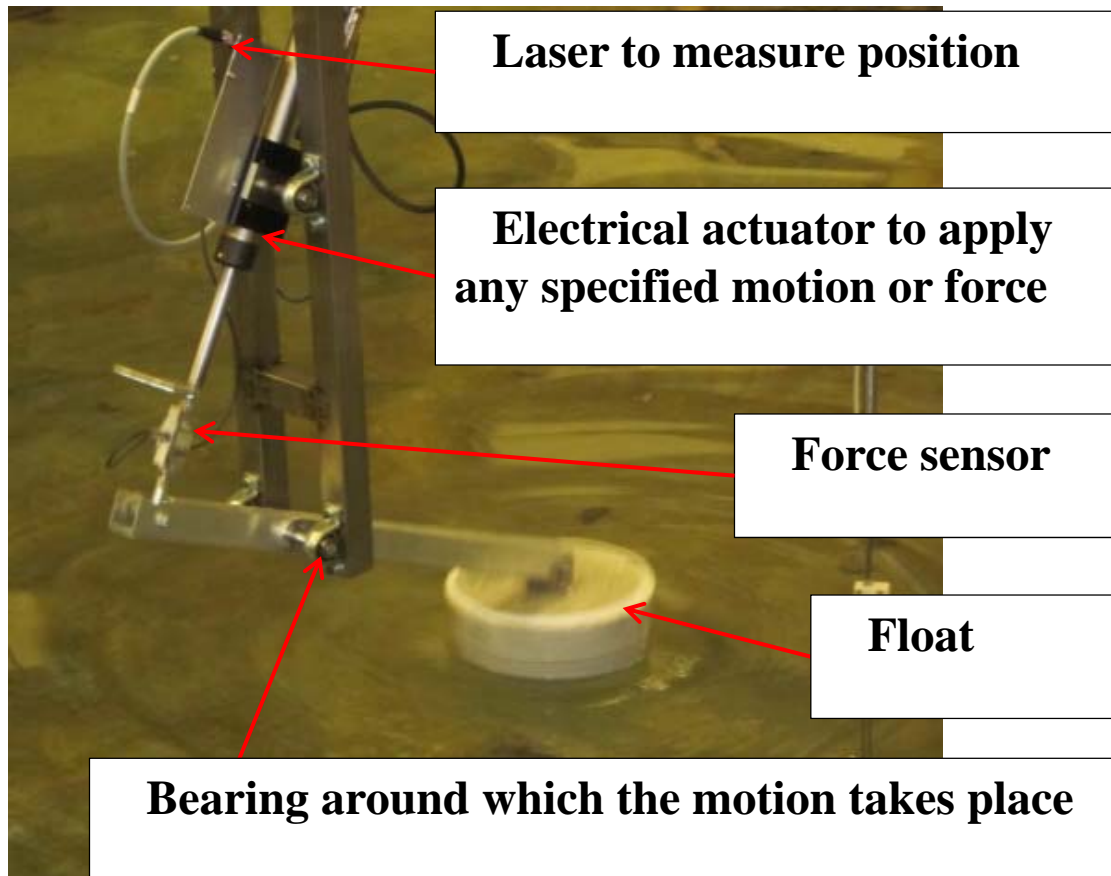 Laser to measure position
Electrical actuator to apply
any specified motion or force
Force sensor
Float
Bearing around which the motion takes place